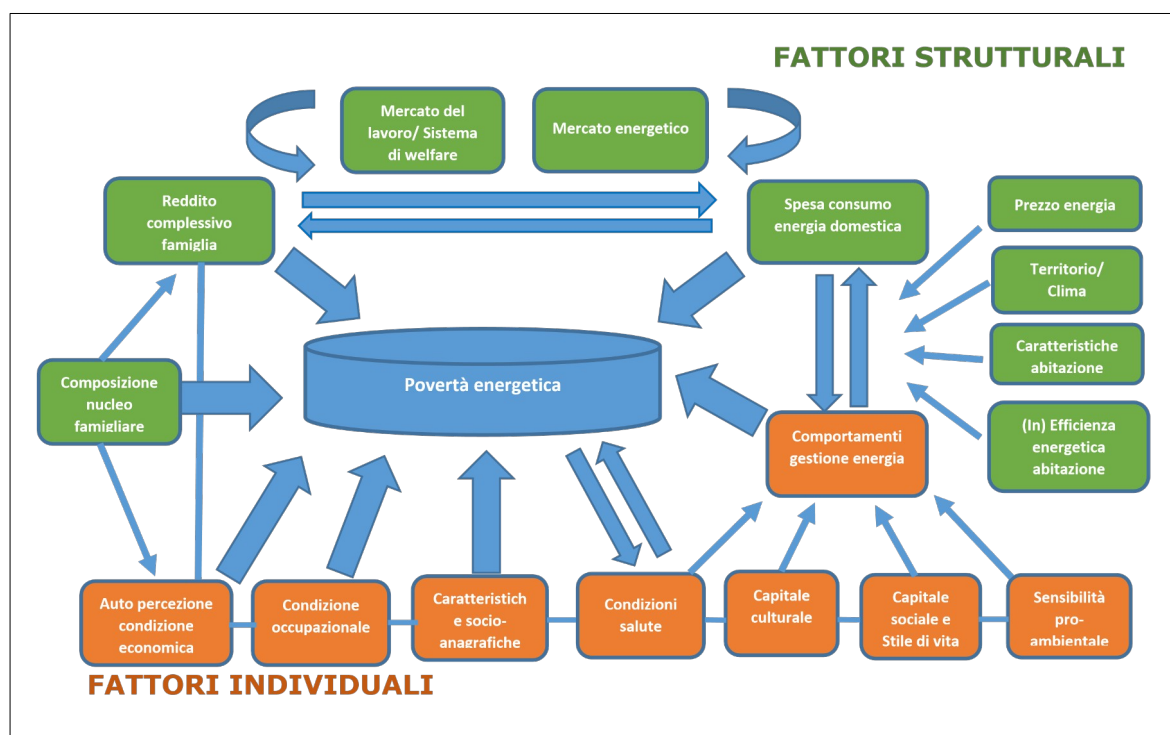 FATTORI STRUTTURALI
Mercato del
lavoro/ Sistema
di welfare
Mercato energetico
Reddito
complessivo
famiglia
Spesa consumo
energia domestica
Prezzo energia
Territorio/
Clima
Caratteristiche
abitazione
(In) Efficienza
energetica
abitazione
Composizione
nucleo
famigliare
Povertà energetica
Comportamenti
gestione energia
Auto percezione
condizione
economica
Condizione
occupazionale
Caratteristich
e socio-
anagrafiche
Condizioni
salute
Capitale
culturale
Capitale
sociale e
Stile di vita
Sensibilità
pro-
ambientale
FATTORI INDIVIDUALI